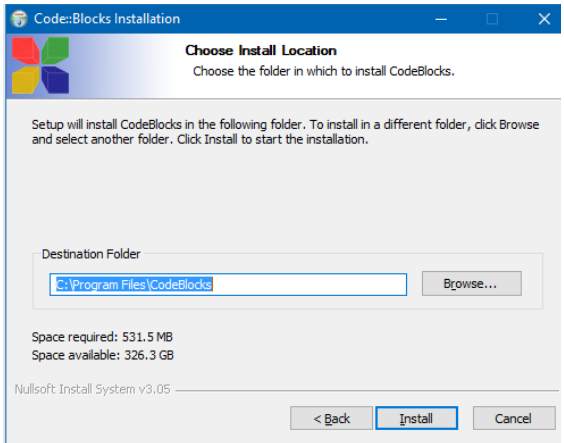 Code::Blocks Installation
Choose Install Location
Choose the folder in which to install CodeBlocks.
Setup will install CodeBlocks in the following folder. To install in a different folder, click Browse
and select another folder. Click Install to start the installation.
Destination Folder
C:\Program Files\CodeBlocks
Browse...
Space required: 531.5 MB
Space available: 326.3 GB
Nullsoft Install System v3.05
< Back Install Cancel